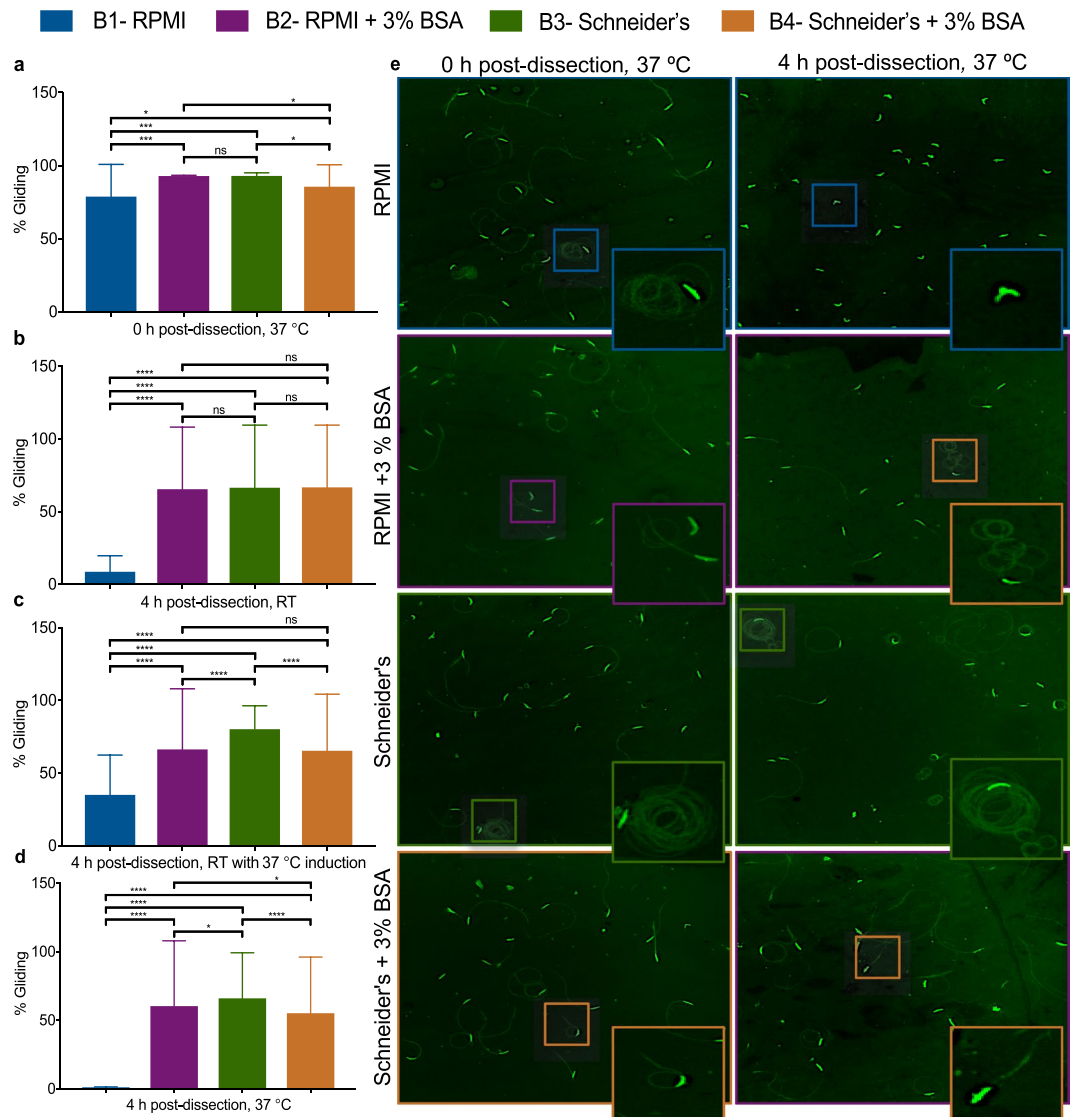 B1- RPMI
B2- RPMI + 3% BSA
B3- Schneider's
B4- Schneider's + 3% BSA
a
150
100
50
0
% Gliding
*
*
***
***
ns
*
0 h post-dissection, 37 °C
b
150
100
50
0
% Gliding
ns
****
****
****
ns
ns
4 h post-dissection, RT
c
150
100
50
0
% Gliding
ns
****
****
****
****
****
4 h post-dissection, RT with 37 °C induction
d
150
100
50
0
% Gliding
*
****
****
****
****
*
4 h post-dissection, 37 °C
e
0 h post-dissection, 37 ºC
4 h post-dissection, 37 ºC
RPMI
RPMI +3 % BSA
Schneider's
Schneider's + 3% BSA